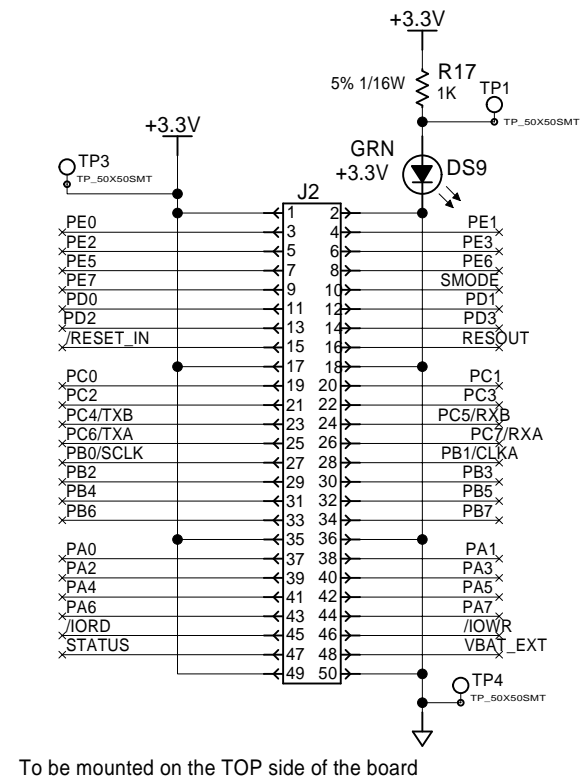 +3.3V
5% 1/16W
R17
1K
TP1
TP_50X50SMT
+3.3V
GRN
+3.3V
DS9
TP3
TP_50X50SMT
J2
1 2
PE0 3 4 PE1
PE2 5 6 PE3
PE5 7 8 PE6
PE7 9 10 SMODE
PD0 11 12 PD1
PD2 13 14 PD3
/RESET_IN 15 16 RESOUT
17 18
PC0 19 20 PC1
PC2 21 22 PC3
PC4/TXB 23 24 PC5/RXB
PC6/TXA 25 26 PC7/RXA
PB0/SCLK 27 28 PB1/CLKA
PB2 29 30 PB3
PB4 31 32 PB5
PB6 33 34 PB7
35 36
PA0 37 38 PA1
PA2 39 40 PA3
PA4 41 42 PA5
PA6 43 44 PA7
/IORD 45 46 /IOWR
STATUS 47 48 VBAT_EXT
49 50
TP4
TP_50X50SMT
To be mounted on the TOP side of the board